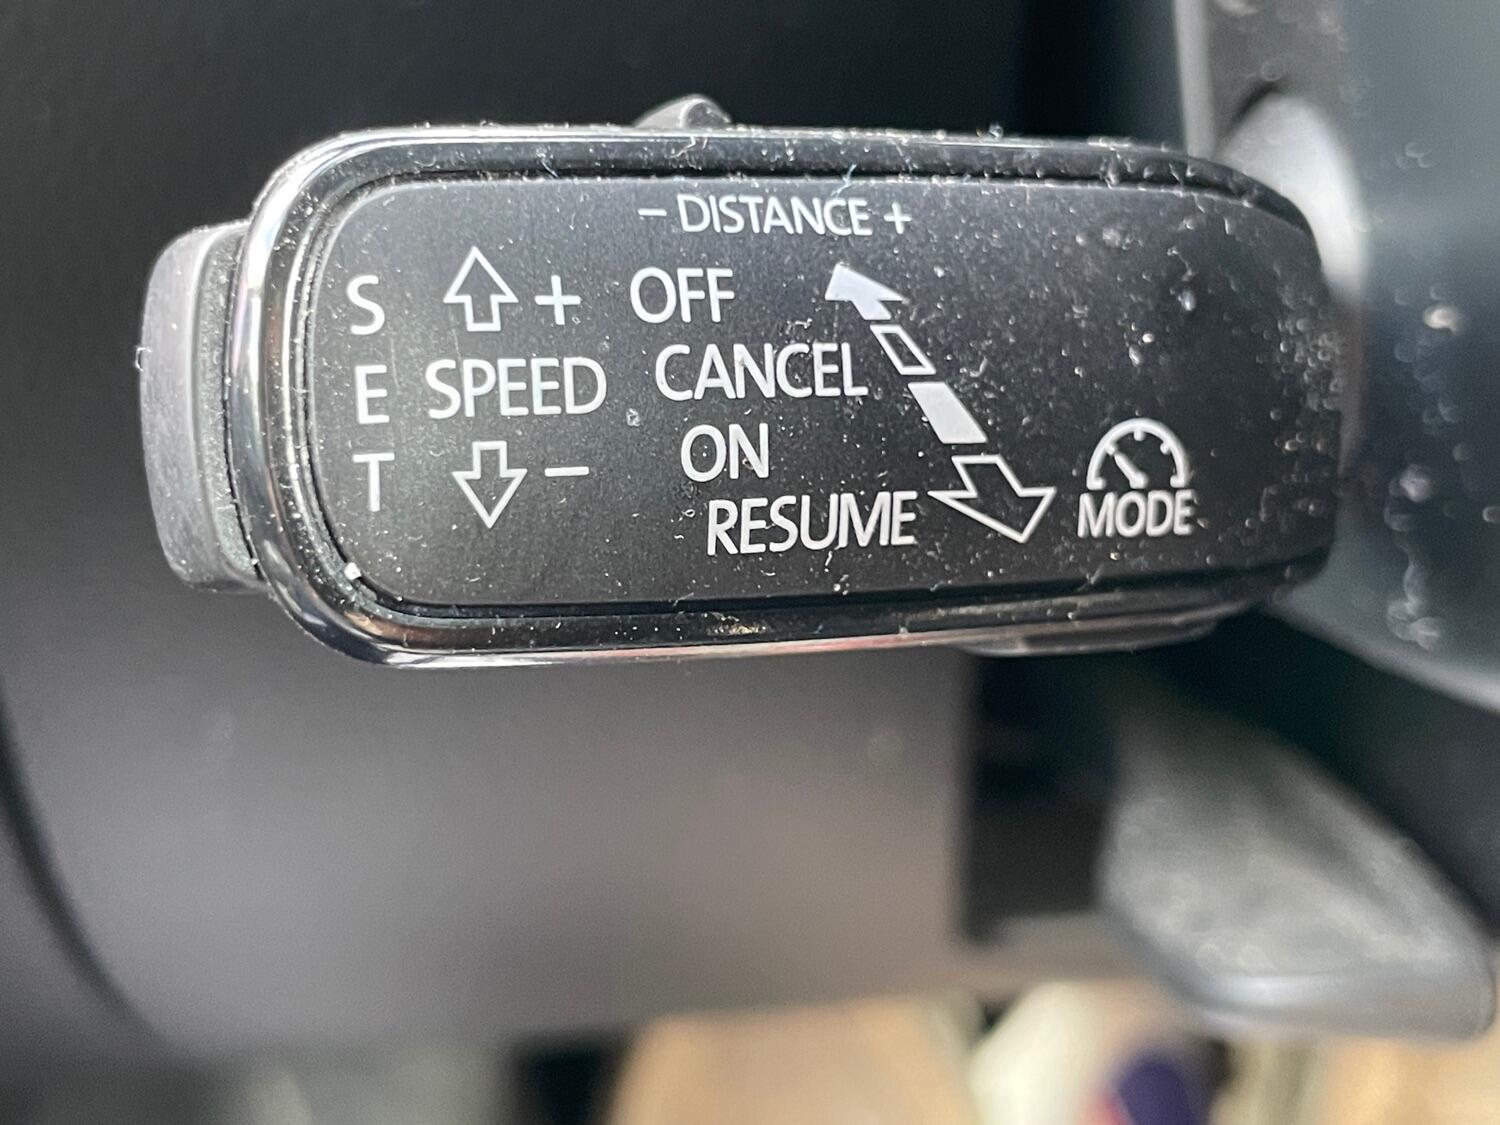 – DISTANCE +
S + OFF
E SPEED CANCEL
T – ON
RESUME MODE